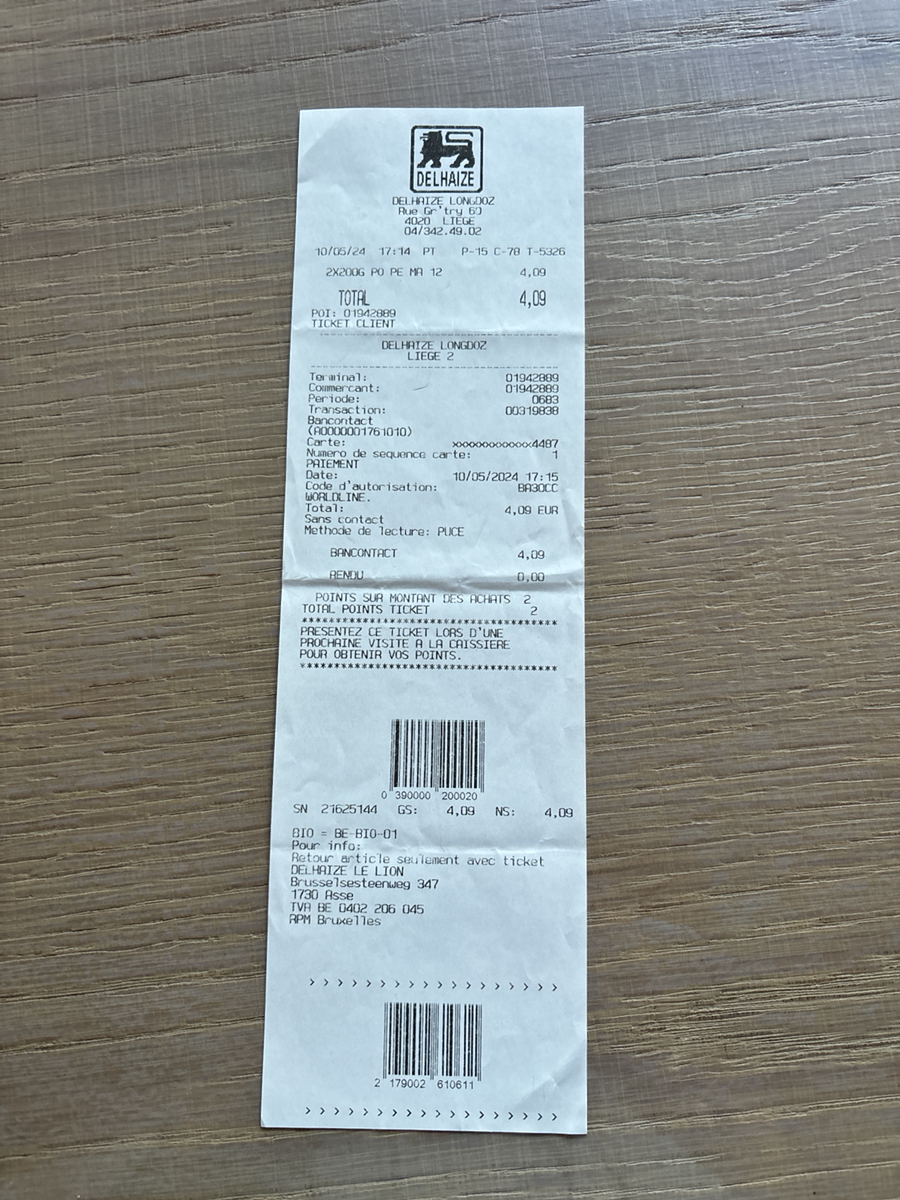 DELHAIZE
DELHAIZE LONGDOZ
Rue Gr'try 60
4020 LIEGE
04/342.49.02
10/05/24 17:14 PT P-15 C-78 T-5326
2X200G PO PE MA 12 4,09
TOTAL 4,09
POI: 01942889
TICKET CLIENT
DELHAIZE LONGDOZ
LIEGE 2
Terminal: 01942889
Commercant: 01942889
Periode: 0683
Transaction: 00319838
Bancontact
(A0000001761010)
Carte: xxxxxxxxxxxxx4487
Numero de sequence carte: 1
PAIEMENT
Date: 10/05/2024 17:15
Code d'autorisation: BA30CC
WORLDLINE.
Total: 4,09 EUR
Sans contact
Methode de lecture: PUCE
BANCONTACT 4,09
RENDU 0,00
POINTS SUR MONTANT DES ACHATS 2
TOTAL POINTS TICKET 2
****************************************
PRESENTEZ CE TICKET LORS D'UNE
PROCHAINE VISITE A LA CAISSIERE
POUR OBTENIR VOS POINTS.
****************************************
0 390000 200020
SN 21625144 GS: 4,09 NS: 4,09
BIO = BE-BIO-01
Pour info:
Retour article seulement avec ticket
DELHAIZE LE LION
Brusselsesteenweg 347
1730 Asse
TVA BE 0402 206 045
RPM Bruxelles
> > > > > > > > > > > > > > > > > >
2 179002 610611
> > > > > > > > > > > > > > > > > >